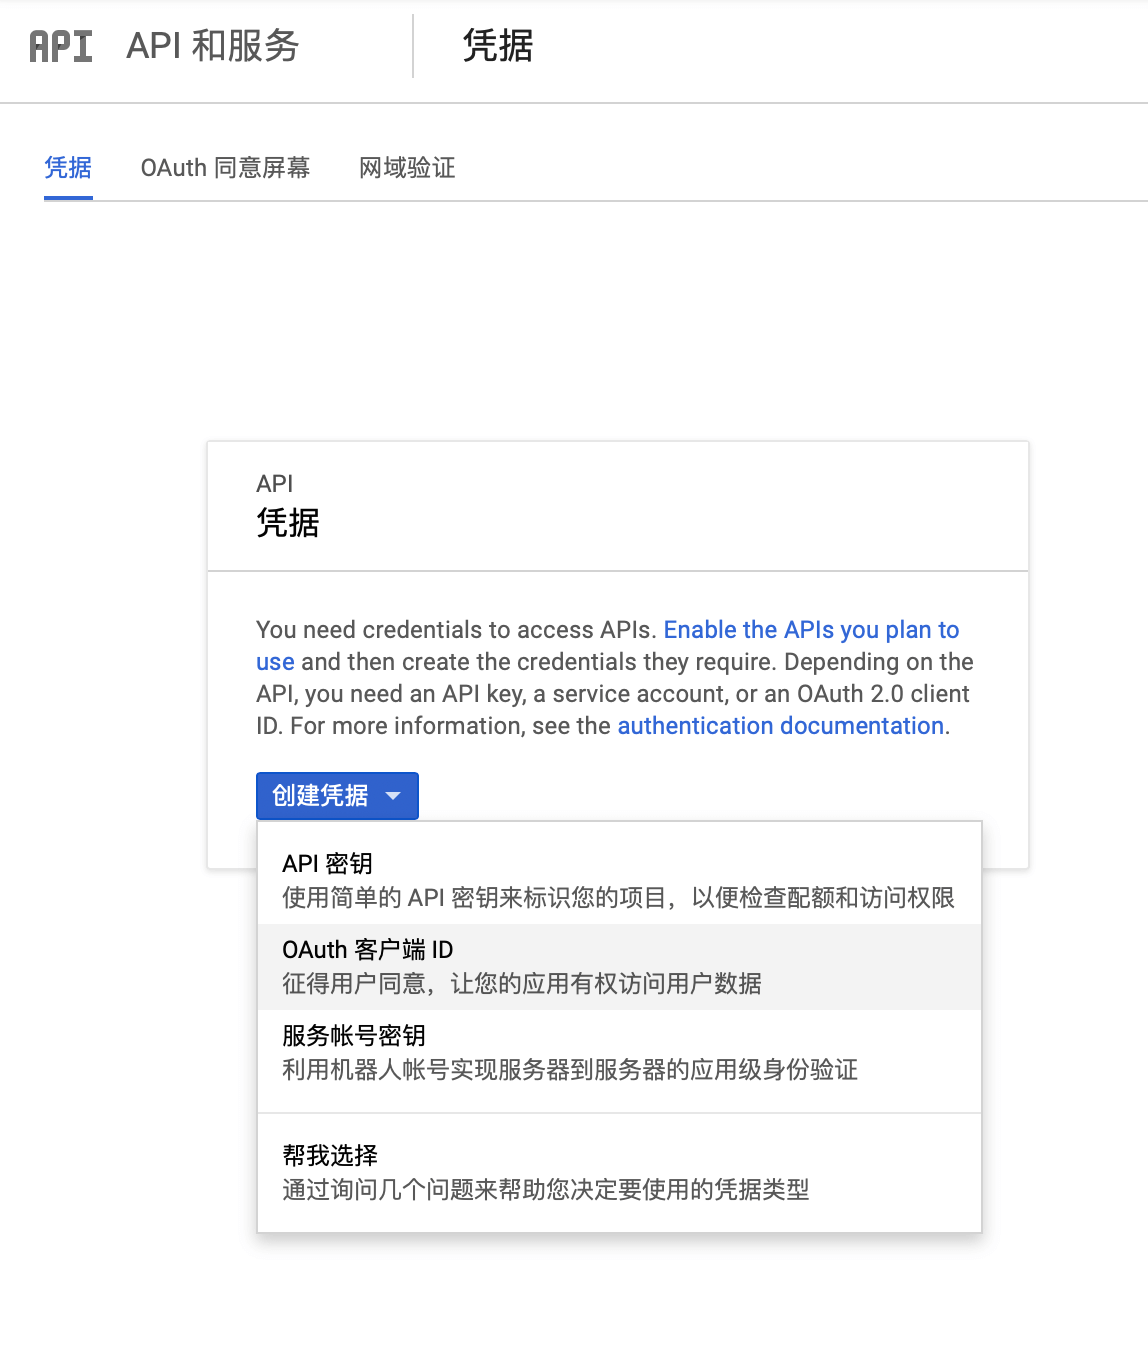 API API 和服务 凭据
凭据 OAuth 同意屏幕 网域验证
API
凭据
You need credentials to access APIs. Enable the APIs you plan to
use and then create the credentials they require. Depending on the
API, you need an API key, a service account, or an OAuth 2.0 client
ID. For more information, see the authentication documentation.
创建凭据
API 密钥
使用简单的 API 密钥来标识您的项目，以便检查配额和访问权限
OAuth 客户端 ID
征得用户同意，让您的应用有权访问用户数据
服务帐号密钥
利用机器人帐号实现服务器到服务器的应用级身份验证
帮我选择
通过询问几个问题来帮助您决定要使用的凭据类型